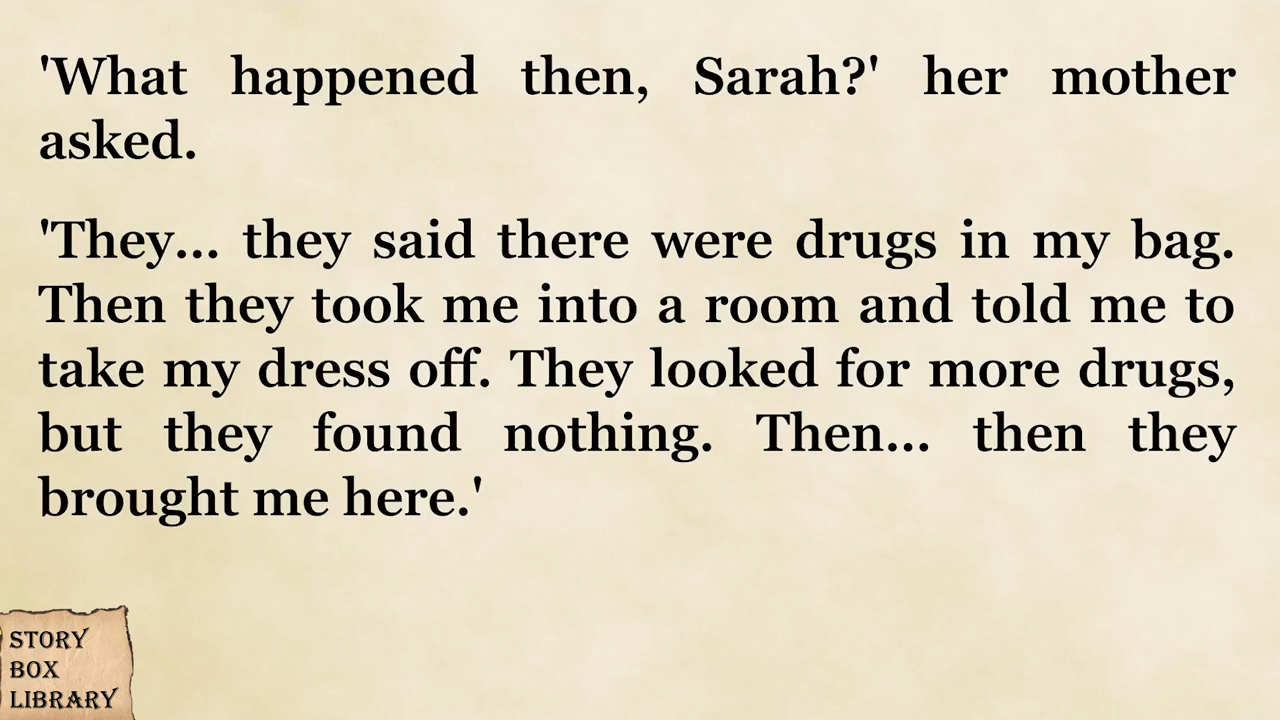 'What happened then, Sarah?' her mother
asked.
'They... they said there were drugs in my bag.
Then they took me into a room and told me to
take my dress off. They looked for more drugs,
but they found nothing. Then... then they
brought me here.'
STORY
BOX
LIBRARY